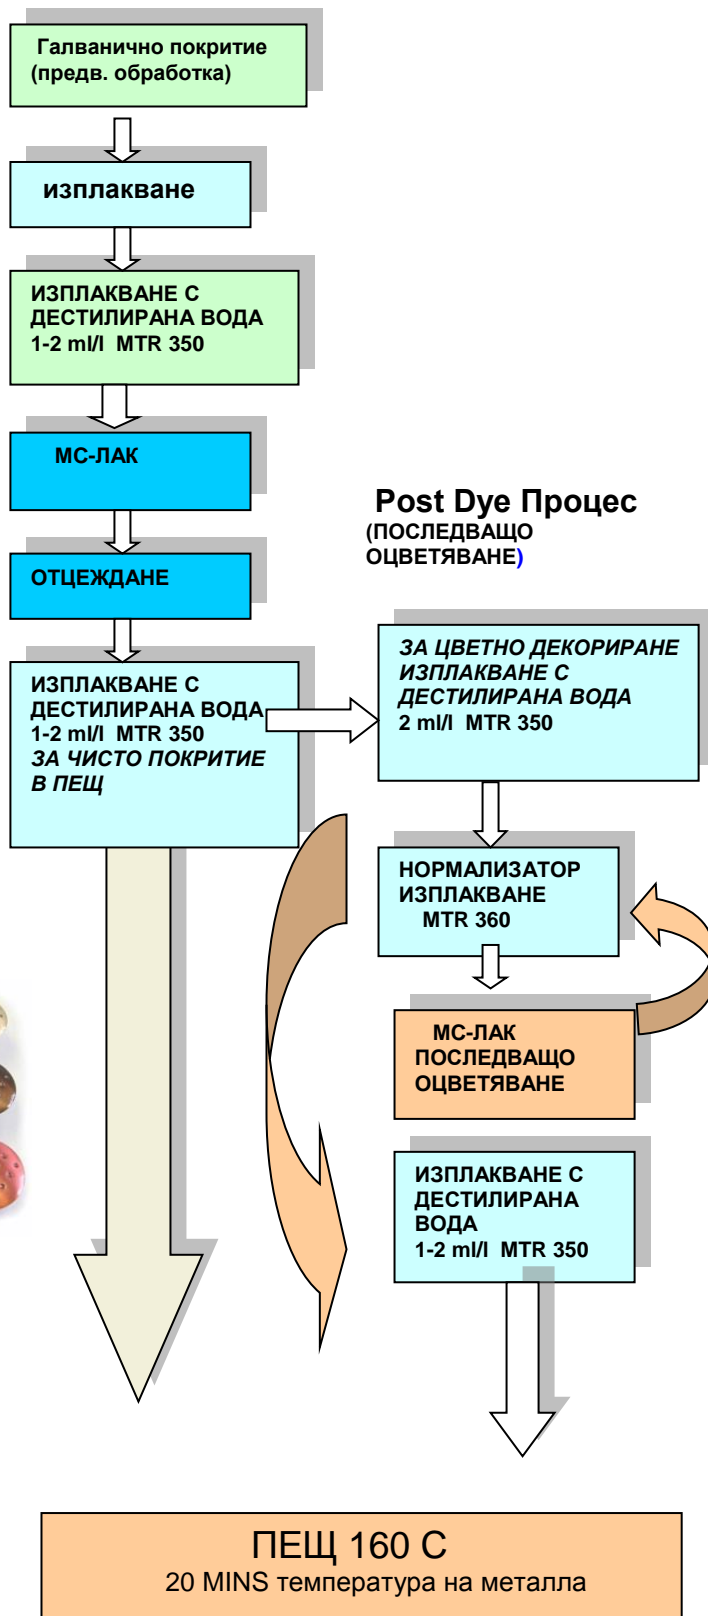 Галванично покритие
(предв. обработка)
изплакване
ИЗПЛАКВАНЕ С
ДЕСТИЛИРАНА ВОДА
1-2 ml/l MTR 350
МС-ЛАК
ОТЦЕЖДАНЕ
ИЗПЛАКВАНЕ С
ДЕСТИЛИРАНА ВОДА
1-2 ml/l MTR 350
ЗА ЧИСТО ПОКРИТИЕ
В ПЕЩ
Post Dye Процес
(ПОСЛЕДВАЩО
ОЦВЕТЯВАНЕ)
ЗА ЦВЕТНО ДЕКОРИРАНЕ
ИЗПЛАКВАНЕ С
ДЕСТИЛИРАНА ВОДА
2 ml/l MTR 350
НОРМАЛИЗАТОР
ИЗПЛАКВАНЕ
MTR 360
МС-ЛАК
ПОСЛЕДВАЩО
ОЦВЕТЯВАНЕ
ИЗПЛАКВАНЕ С
ДЕСТИЛИРАНА
ВОДА
1-2 ml/l MTR 350
ПЕЩ 160 С
20 MINS температура на металла